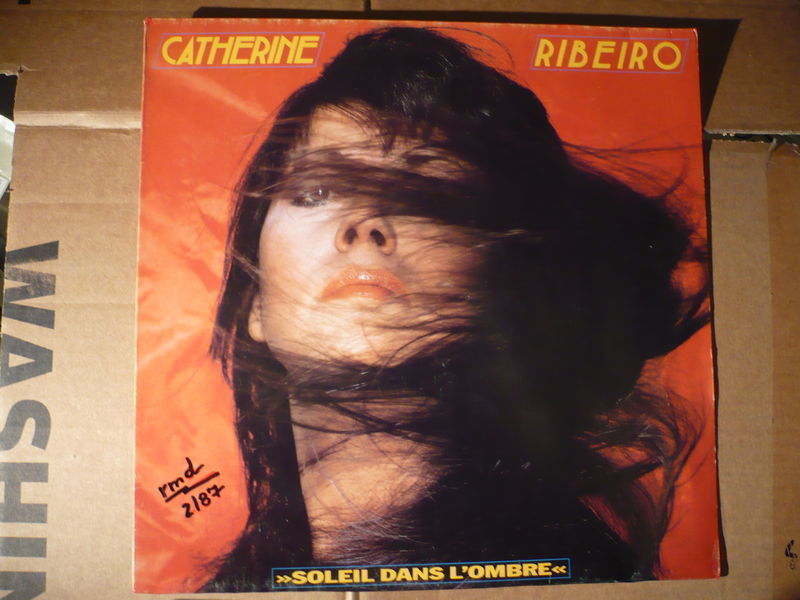 CATHERINE RIBEIRO
rmd
2/87
»SOLEIL DANS L'OMBRE«
WASHIN